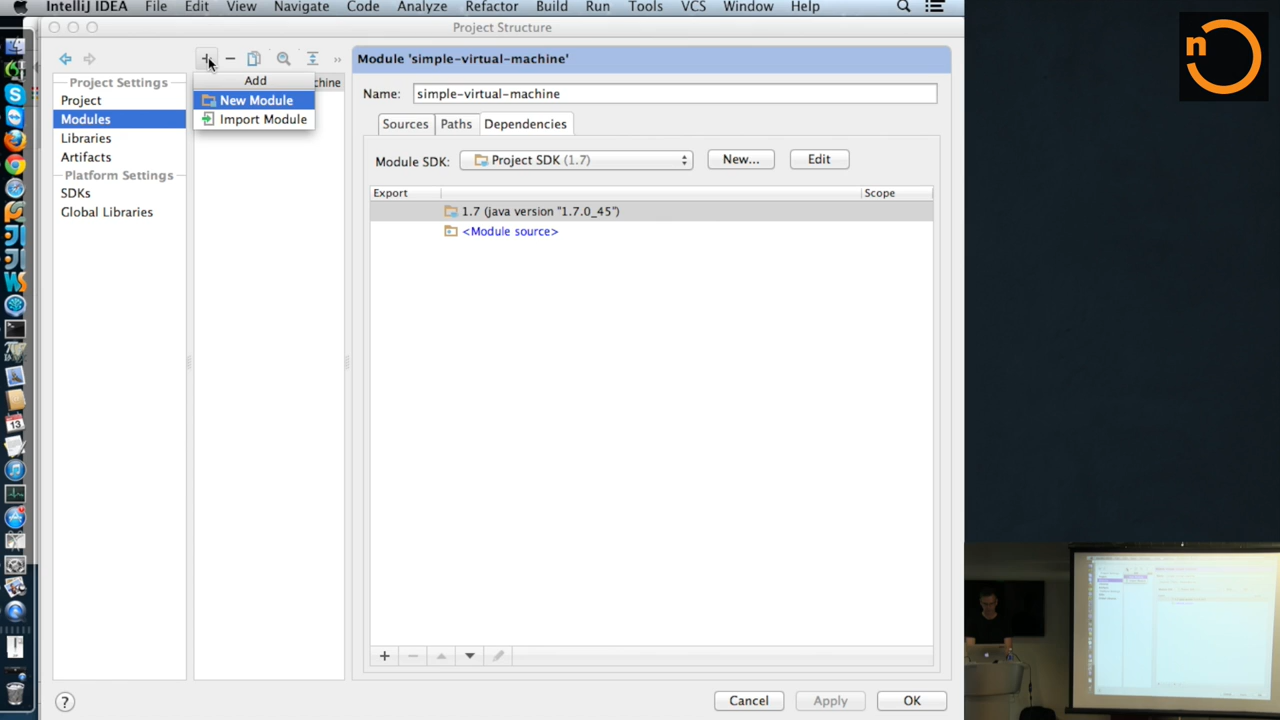 IntelliJ IDEA File Edit View Navigate Code Analyze Refactor Build Run Tools VCS Window Help
Project Structure
n
Project Settings
Project
Modules
Libraries
Artifacts
Platform Settings
SDKs
Global Libraries
Add
New Module
Import Module
chine
Module 'simple-virtual-machine'
Name: simple-virtual-machine
Sources Paths Dependencies
Module SDK: Project SDK (1.7) New... Edit
Export Scope
1.7 (java version "1.7.0_45")
<Module source>
13
? Cancel Apply OK